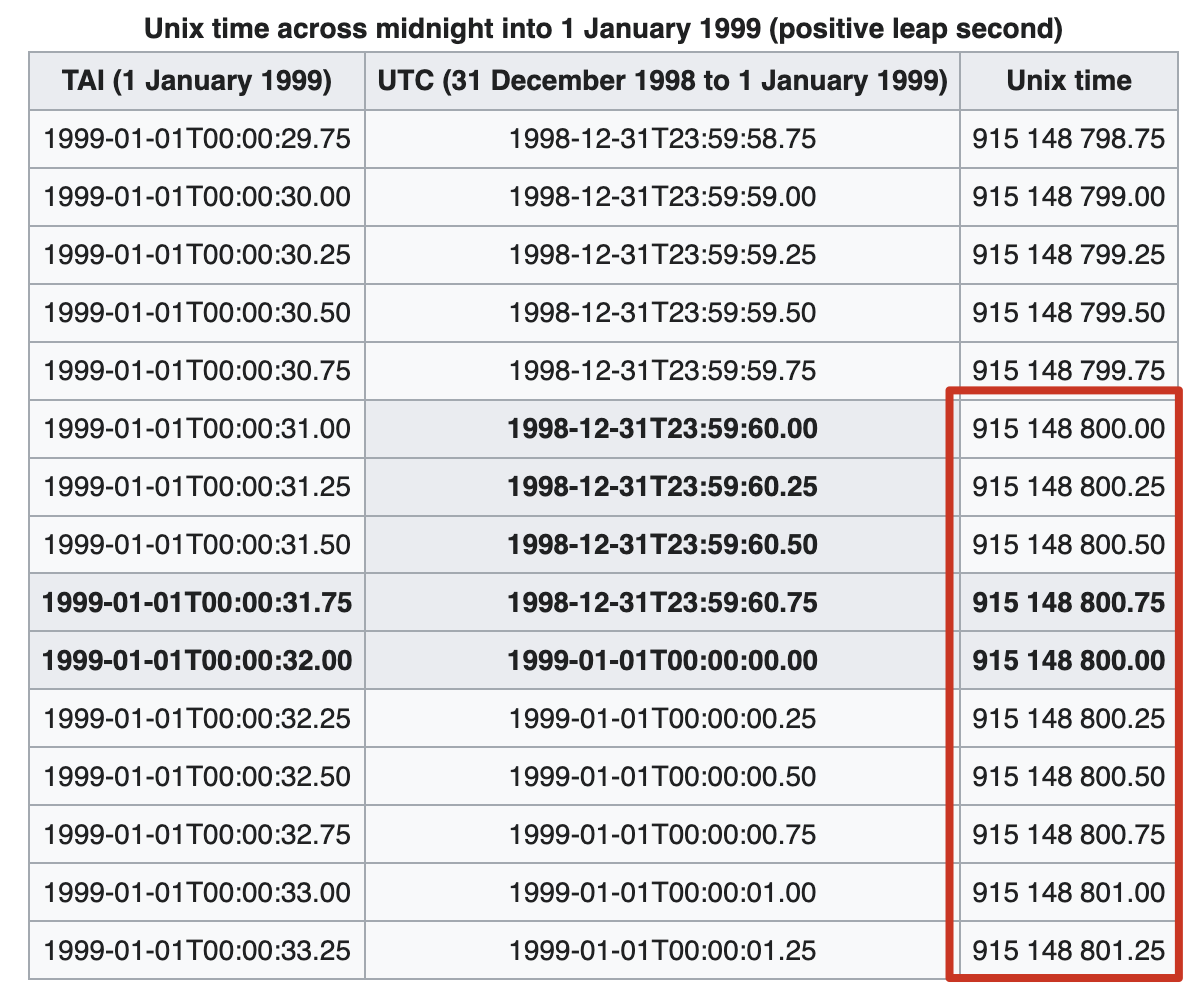 Unix time across midnight into 1 January 1999 (positive leap second)
TAI (1 January 1999) UTC (31 December 1998 to 1 January 1999) Unix time
1999-01-01T00:00:29.75 1998-12-31T23:59:58.75 915 148 798.75
1999-01-01T00:00:30.00 1998-12-31T23:59:59.00 915 148 799.00
1999-01-01T00:00:30.25 1998-12-31T23:59:59.25 915 148 799.25
1999-01-01T00:00:30.50 1998-12-31T23:59:59.50 915 148 799.50
1999-01-01T00:00:30.75 1998-12-31T23:59:59.75 915 148 799.75
1999-01-01T00:00:31.00 1998-12-31T23:59:60.00 915 148 800.00
1999-01-01T00:00:31.25 1998-12-31T23:59:60.25 915 148 800.25
1999-01-01T00:00:31.50 1998-12-31T23:59:60.50 915 148 800.50
1999-01-01T00:00:31.75 1998-12-31T23:59:60.75 915 148 800.75
1999-01-01T00:00:32.00 1999-01-01T00:00:00.00 915 148 800.00
1999-01-01T00:00:32.25 1999-01-01T00:00:00.25 915 148 800.25
1999-01-01T00:00:32.50 1999-01-01T00:00:00.50 915 148 800.50
1999-01-01T00:00:32.75 1999-01-01T00:00:00.75 915 148 800.75
1999-01-01T00:00:33.00 1999-01-01T00:00:01.00 915 148 801.00
1999-01-01T00:00:33.25 1999-01-01T00:00:01.25 915 148 801.25